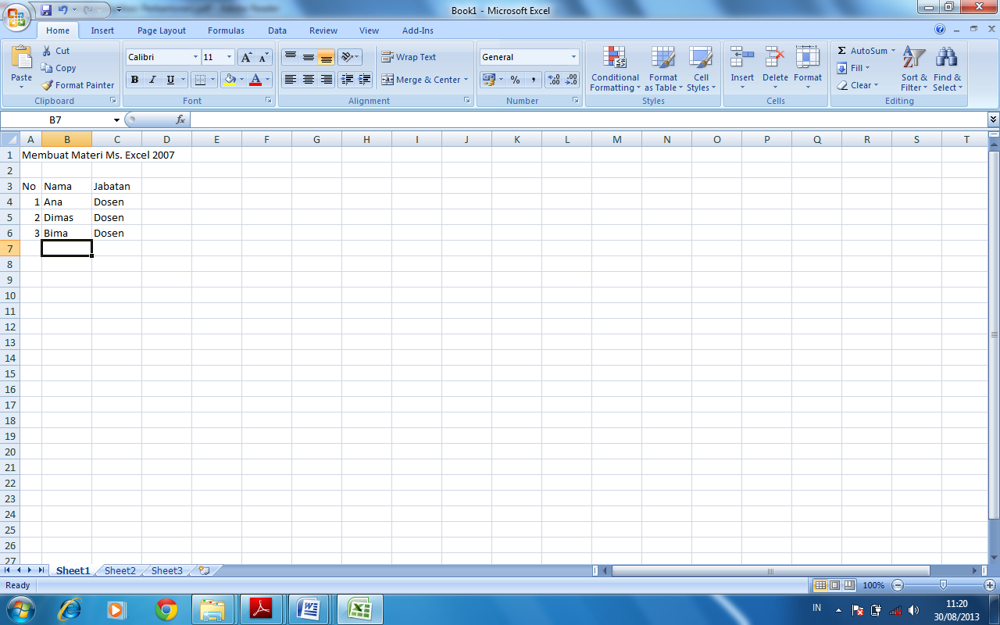 Book1 - Microsoft Excel
Home Insert Page Layout Formulas Data Review View Add-Ins
Paste
Cut
Copy
Format Painter
Clipboard
Calibri 11
B I U
Font
Wrap Text
Merge & Center
Alignment
General
Number
Conditional Formatting
Format as Table
Cell Styles
Styles
Insert Delete Format
Cells
AutoSum
Fill
Clear
Sort & Filter
Find & Select
Editing
B7 fx
A B C D E F G H I J K L M N O P Q R S T
1 Membuat Materi Ms. Excel 2007
2
3 No Nama Jabatan
4 1 Ana Dosen
5 2 Dimas Dosen
6 3 Bima Dosen
7
8
9
10
11
12
13
14
15
16
17
18
19
20
21
22
23
24
25
26
27
Sheet1 Sheet2 Sheet3
Ready 100%
IN 11:20
30/08/2013